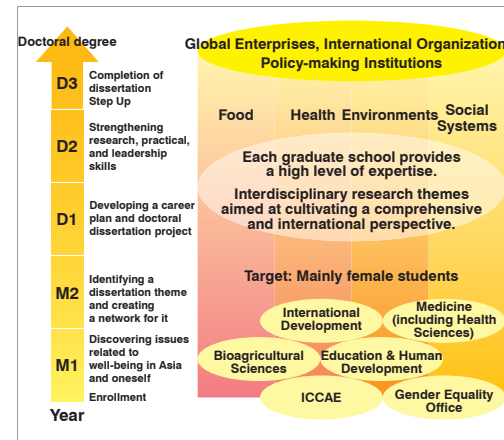 Doctoral degree
D3
Completion of
dissertation
Step Up
D2
Strengthening
research, practical,
and leadership
skills
D1
Developing a career
plan and doctoral
dissertation project
M2
Identifying a
dissertation theme
and creating
a network for it
M1
Discovering issues
related to
well-being in Asia
and oneself
Enrollment
Year
Global Enterprises, International Organization
Policy-making Institutions
Food
Health
Environments
Social
Systems
Each graduate school provides
a high level of expertise.
Interdisciplinary research themes
aimed at cultivating a comprehensive
and international perspective.
Target: Mainly female students
International
Development
Medicine
(including Health
Sciences)
Bioagricultural
Sciences
Education & Human
Development
ICCAE
Gender Equality
Office